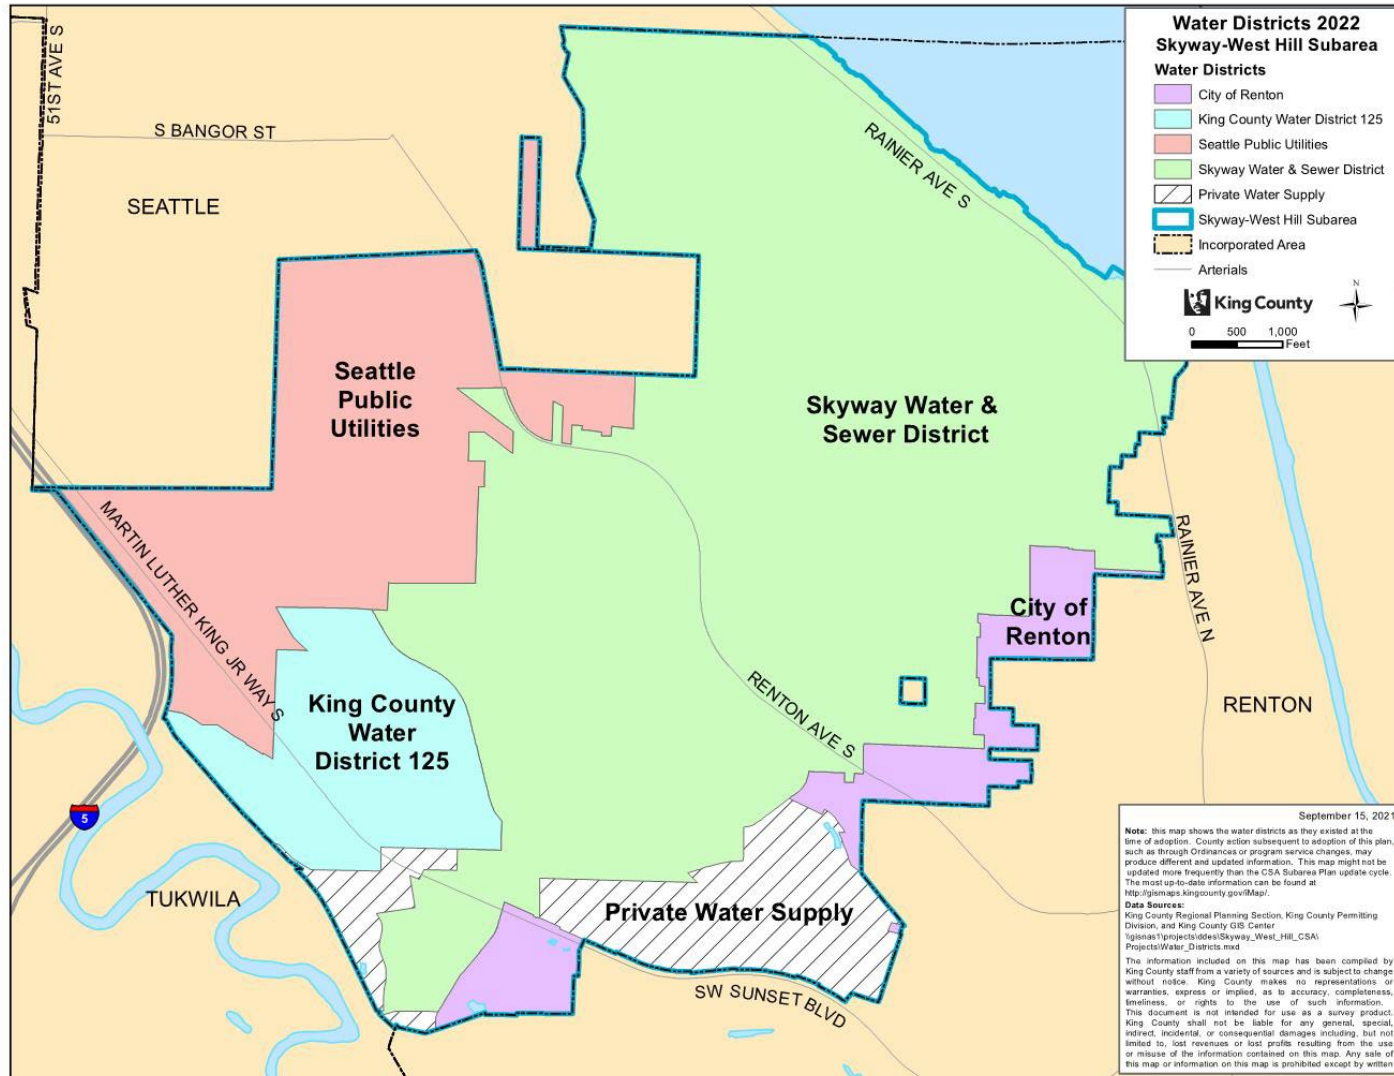 Water Districts 2022
Skyway-West Hill Subarea
Water Districts
City of Renton
King County Water District 125
Seattle Public Utilities
Skyway Water & Sewer District
Private Water Supply
Skyway-West Hill Subarea
Incorporated Area
Arterials
King County
N
0 500 1,000
Feet
51ST AVE S
S BANGOR ST
SEATTLE
RAINIER AVE S
Seattle
Public
Utilities
Skyway Water &
Sewer District
MARTIN LUTHER KING JR WAY S
RAINIER AVE N
City of
Renton
King County
Water
District 125
RENTON AVE S
RENTON
5
TUKWILA
Private Water Supply
SW SUNSET BLVD
September 15, 2021
Note: this map shows the water districts as they existed at the
time of adoption. County action subsequent to adoption of this plan,
such as through Ordinances or program service changes, may
produce different and updated information. This map might not be
updated more frequently than the CSA Subarea Plan update cycle.
The most up-to-date information can be found at
http://gismaps.kingcounty.gov/iMap/.
Data Sources:
King County Regional Planning Section, King County Permitting
Division, and King County GIS Center
\\gisnas1\projects\ddes\Skyway_West_Hill_CSA\
Projects\Water_Districts.mxd
The information included on this map has been compiled by
King County staff from a variety of sources and is subject to change
without notice. King County makes no representations or
warranties, express or implied, as to accuracy, completeness,
timeliness, or rights to the use of such information.
This document is not intended for use as a survey product.
King County shall not be liable for any general, special,
indirect, incidental, or consequential damages including, but not
limited to, lost revenues or lost profits resulting from the use
or misuse of the information contained on this map. Any sale of
this map or information on this map is prohibited except by written